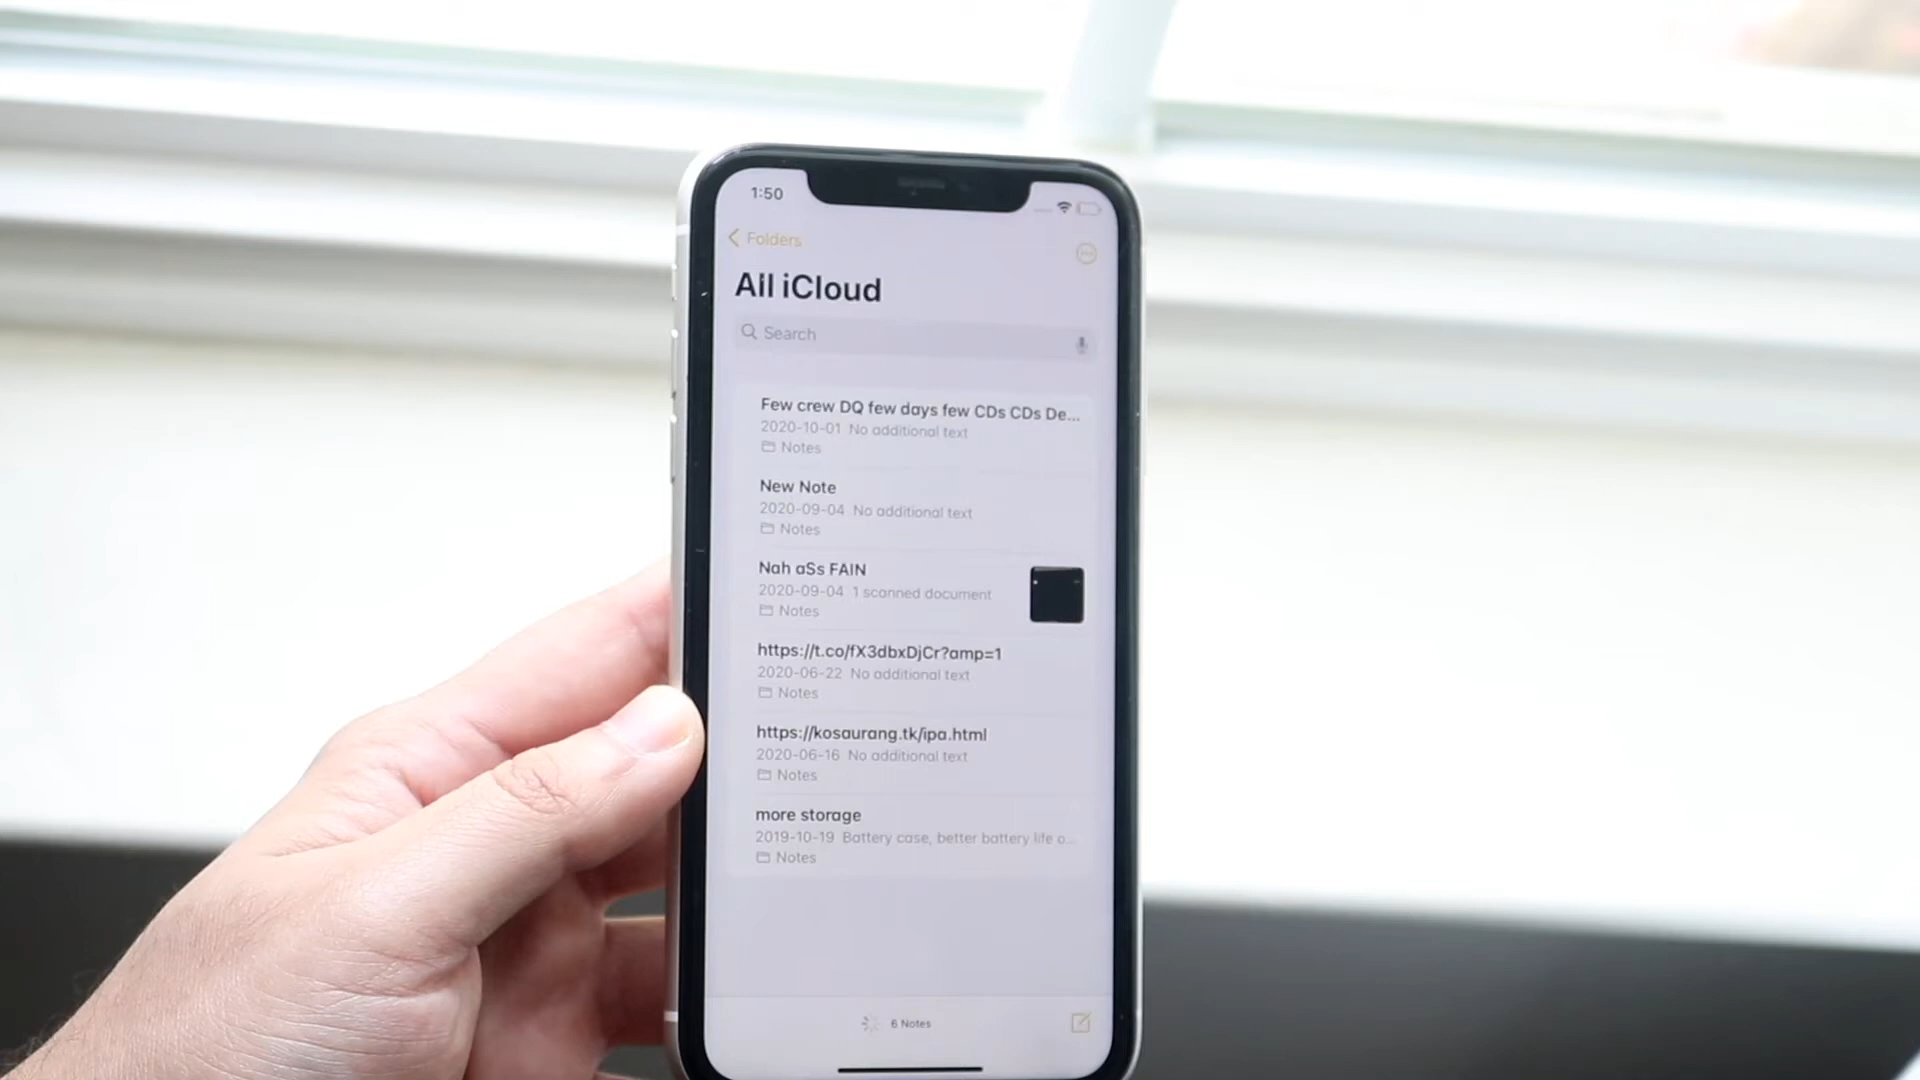 1:50
Folders
All iCloud
Search
Few crew DQ few days few CDs CDs De...
2020-10-01 No additional text
Notes
New Note
2020-09-04 No additional text
Notes
Nah aSs FAIN
2020-09-04 1 scanned document
Notes
https://t.co/fX3dbxDjCr?amp=1
2020-06-22 No additional text
Notes
https://kosaurang.tk/ipa.html
2020-06-16 No additional text
Notes
more storage
2019-10-19 Battery case, better battery life o...
Notes
6 Notes